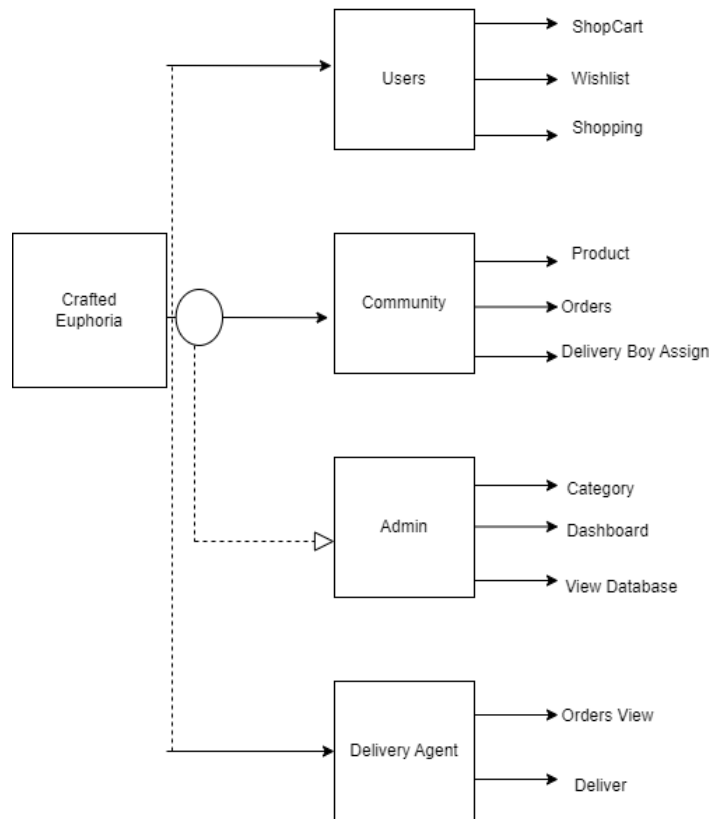 ShopCart
Users
Wishlist
Shopping
Crafted
Euphoria
Community
Product
Orders
Delivery Boy Assign
Admin
Category
Dashboard
View Database
Delivery Agent
Orders View
Deliver